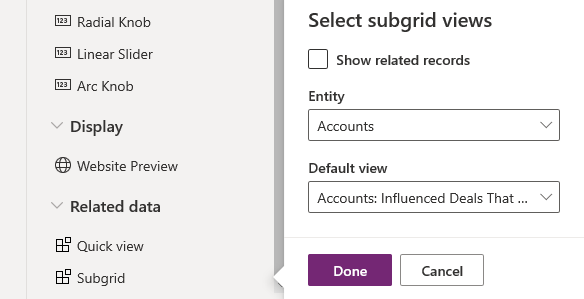 Radial Knob
Linear Slider
Arc Knob
Display
Website Preview
Related data
Quick view
Subgrid
Select subgrid views
Show related records
Entity
Accounts
Default view
Accounts: Influenced Deals That ...
Done
Cancel